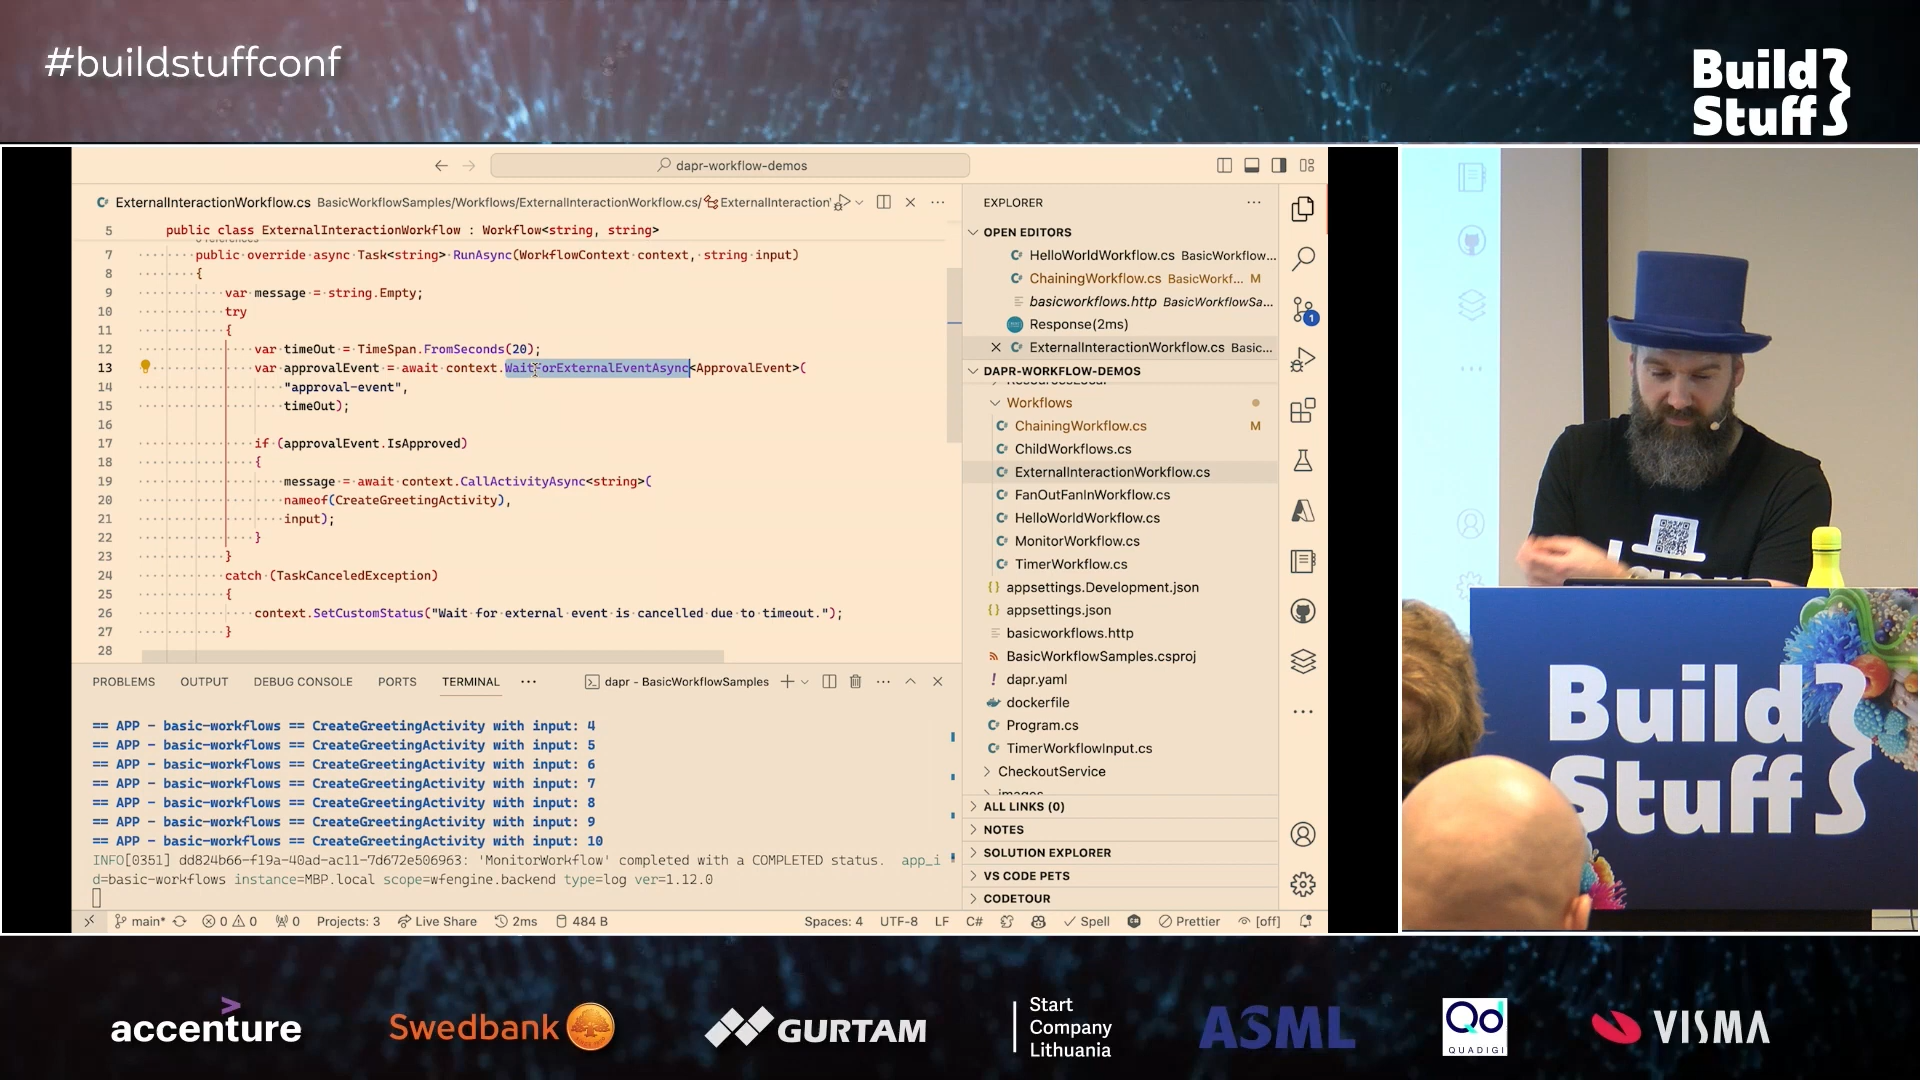 #buildstuffconf
Build
Stuff
dapr-workflow-demos
ExternalInteractionWorkflow.cs BasicWorkflowSamples/Workflows/ExternalInteractionWorkflow.cs/ ExternalInteraction
5 public class ExternalInteractionWorkflow : Workflow<string, string>
7 public override async Task<string> RunAsync(WorkflowContext context, string input)
8 {
9 var message = string.Empty;
10 try
11 {
12 var timeOut = TimeSpan.FromSeconds(20);
13 var approvalEvent = await context.WaitForExternalEventAsync<ApprovalEvent>(
14 "approval-event",
15 timeOut);
16
17 if (approvalEvent.IsApproved)
18 {
19 message = await context.CallActivityAsync<string>(
20 nameof(CreateGreetingActivity),
21 input);
22 }
23 }
24 catch (TaskCanceledException)
25 {
26 context.SetCustomStatus("Wait for external event is cancelled due to timeout.");
27 }
28
PROBLEMS OUTPUT DEBUG CONSOLE PORTS TERMINAL ··· dapr - BasicWorkflowSamples
== APP - basic-workflows == CreateGreetingActivity with input: 4
== APP - basic-workflows == CreateGreetingActivity with input: 5
== APP - basic-workflows == CreateGreetingActivity with input: 6
== APP - basic-workflows == CreateGreetingActivity with input: 7
== APP - basic-workflows == CreateGreetingActivity with input: 8
== APP - basic-workflows == CreateGreetingActivity with input: 9
== APP - basic-workflows == CreateGreetingActivity with input: 10
INFO[0351] dd824b66-f19a-40ad-ac11-7d672e506963: 'MonitorWorkflow' completed with a COMPLETED status. app_i
d=basic-workflows instance=MBP.local scope=wfengine.backend type=log ver=1.12.0
EXPLORER
OPEN EDITORS
HelloWorldWorkflow.cs BasicWorkflow...
ChainingWorkflow.cs BasicWorkf... M
basicworkflows.http BasicWorkflowSa...
Response(2ms)
ExternalInteractionWorkflow.cs Basic...
DAPR-WORKFLOW-DEMOS
Workflows
ChainingWorkflow.cs M
ChildWorkflows.cs
ExternalInteractionWorkflow.cs
FanOutFanInWorkflow.cs
HelloWorldWorkflow.cs
MonitorWorkflow.cs
TimerWorkflow.cs
appsettings.Development.json
appsettings.json
basicworkflows.http
BasicWorkflowSamples.csproj
dapr.yaml
dockerfile
Program.cs
TimerWorkflowInput.cs
CheckoutService
images
ALL LINKS (0)
NOTES
SOLUTION EXPLORER
VS CODE PETS
CODETOUR
1
main* 0 0 0 Projects: 3 Live Share 2ms 484 B Spaces: 4 UTF-8 LF C# Spell Prettier [off]
Build
Stuff
accenture
Swedbank
GURTAM
Start
Company
Lithuania
ASML
Qd
QUADIGI
VISMA